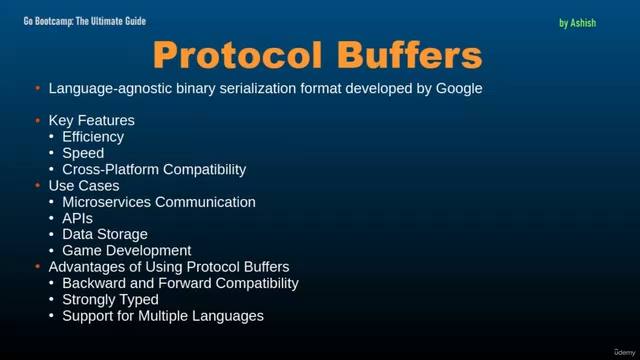 Go Bootcamp: The Ultimate Guide
by Ashish
Protocol Buffers
• Language-agnostic binary serialization format developed by Google
• Key Features
• Efficiency
• Speed
• Cross-Platform Compatibility
• Use Cases
• Microservices Communication
• APIs
• Data Storage
• Game Development
• Advantages of Using Protocol Buffers
• Backward and Forward Compatibility
• Strongly Typed
• Support for Multiple Languages
udemy